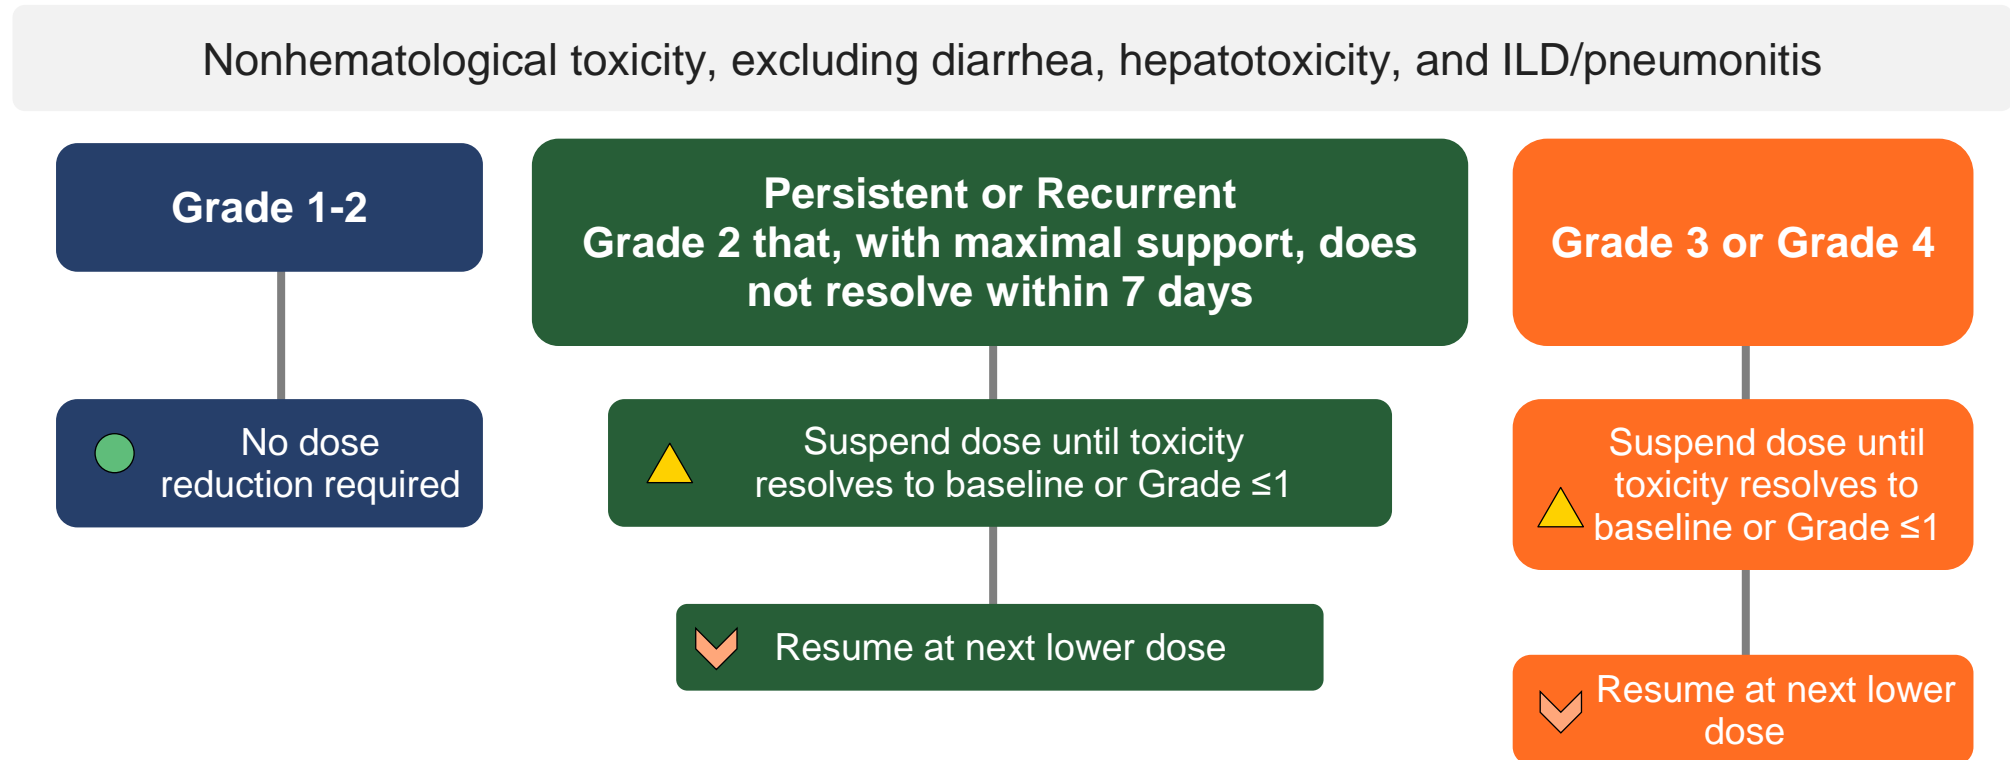 Nonhematological toxicity, excluding diarrhea, hepatotoxicity, and ILD/pneumonitis
Grade 1-2
No dose
reduction required
Persistent or Recurrent
Grade 2 that, with maximal support, does
not resolve within 7 days
Suspend dose until toxicity
resolves to baseline or Grade ≤1
Resume at next lower dose
Grade 3 or Grade 4
Suspend dose until
toxicity resolves to
baseline or Grade ≤1
Resume at next lower
dose